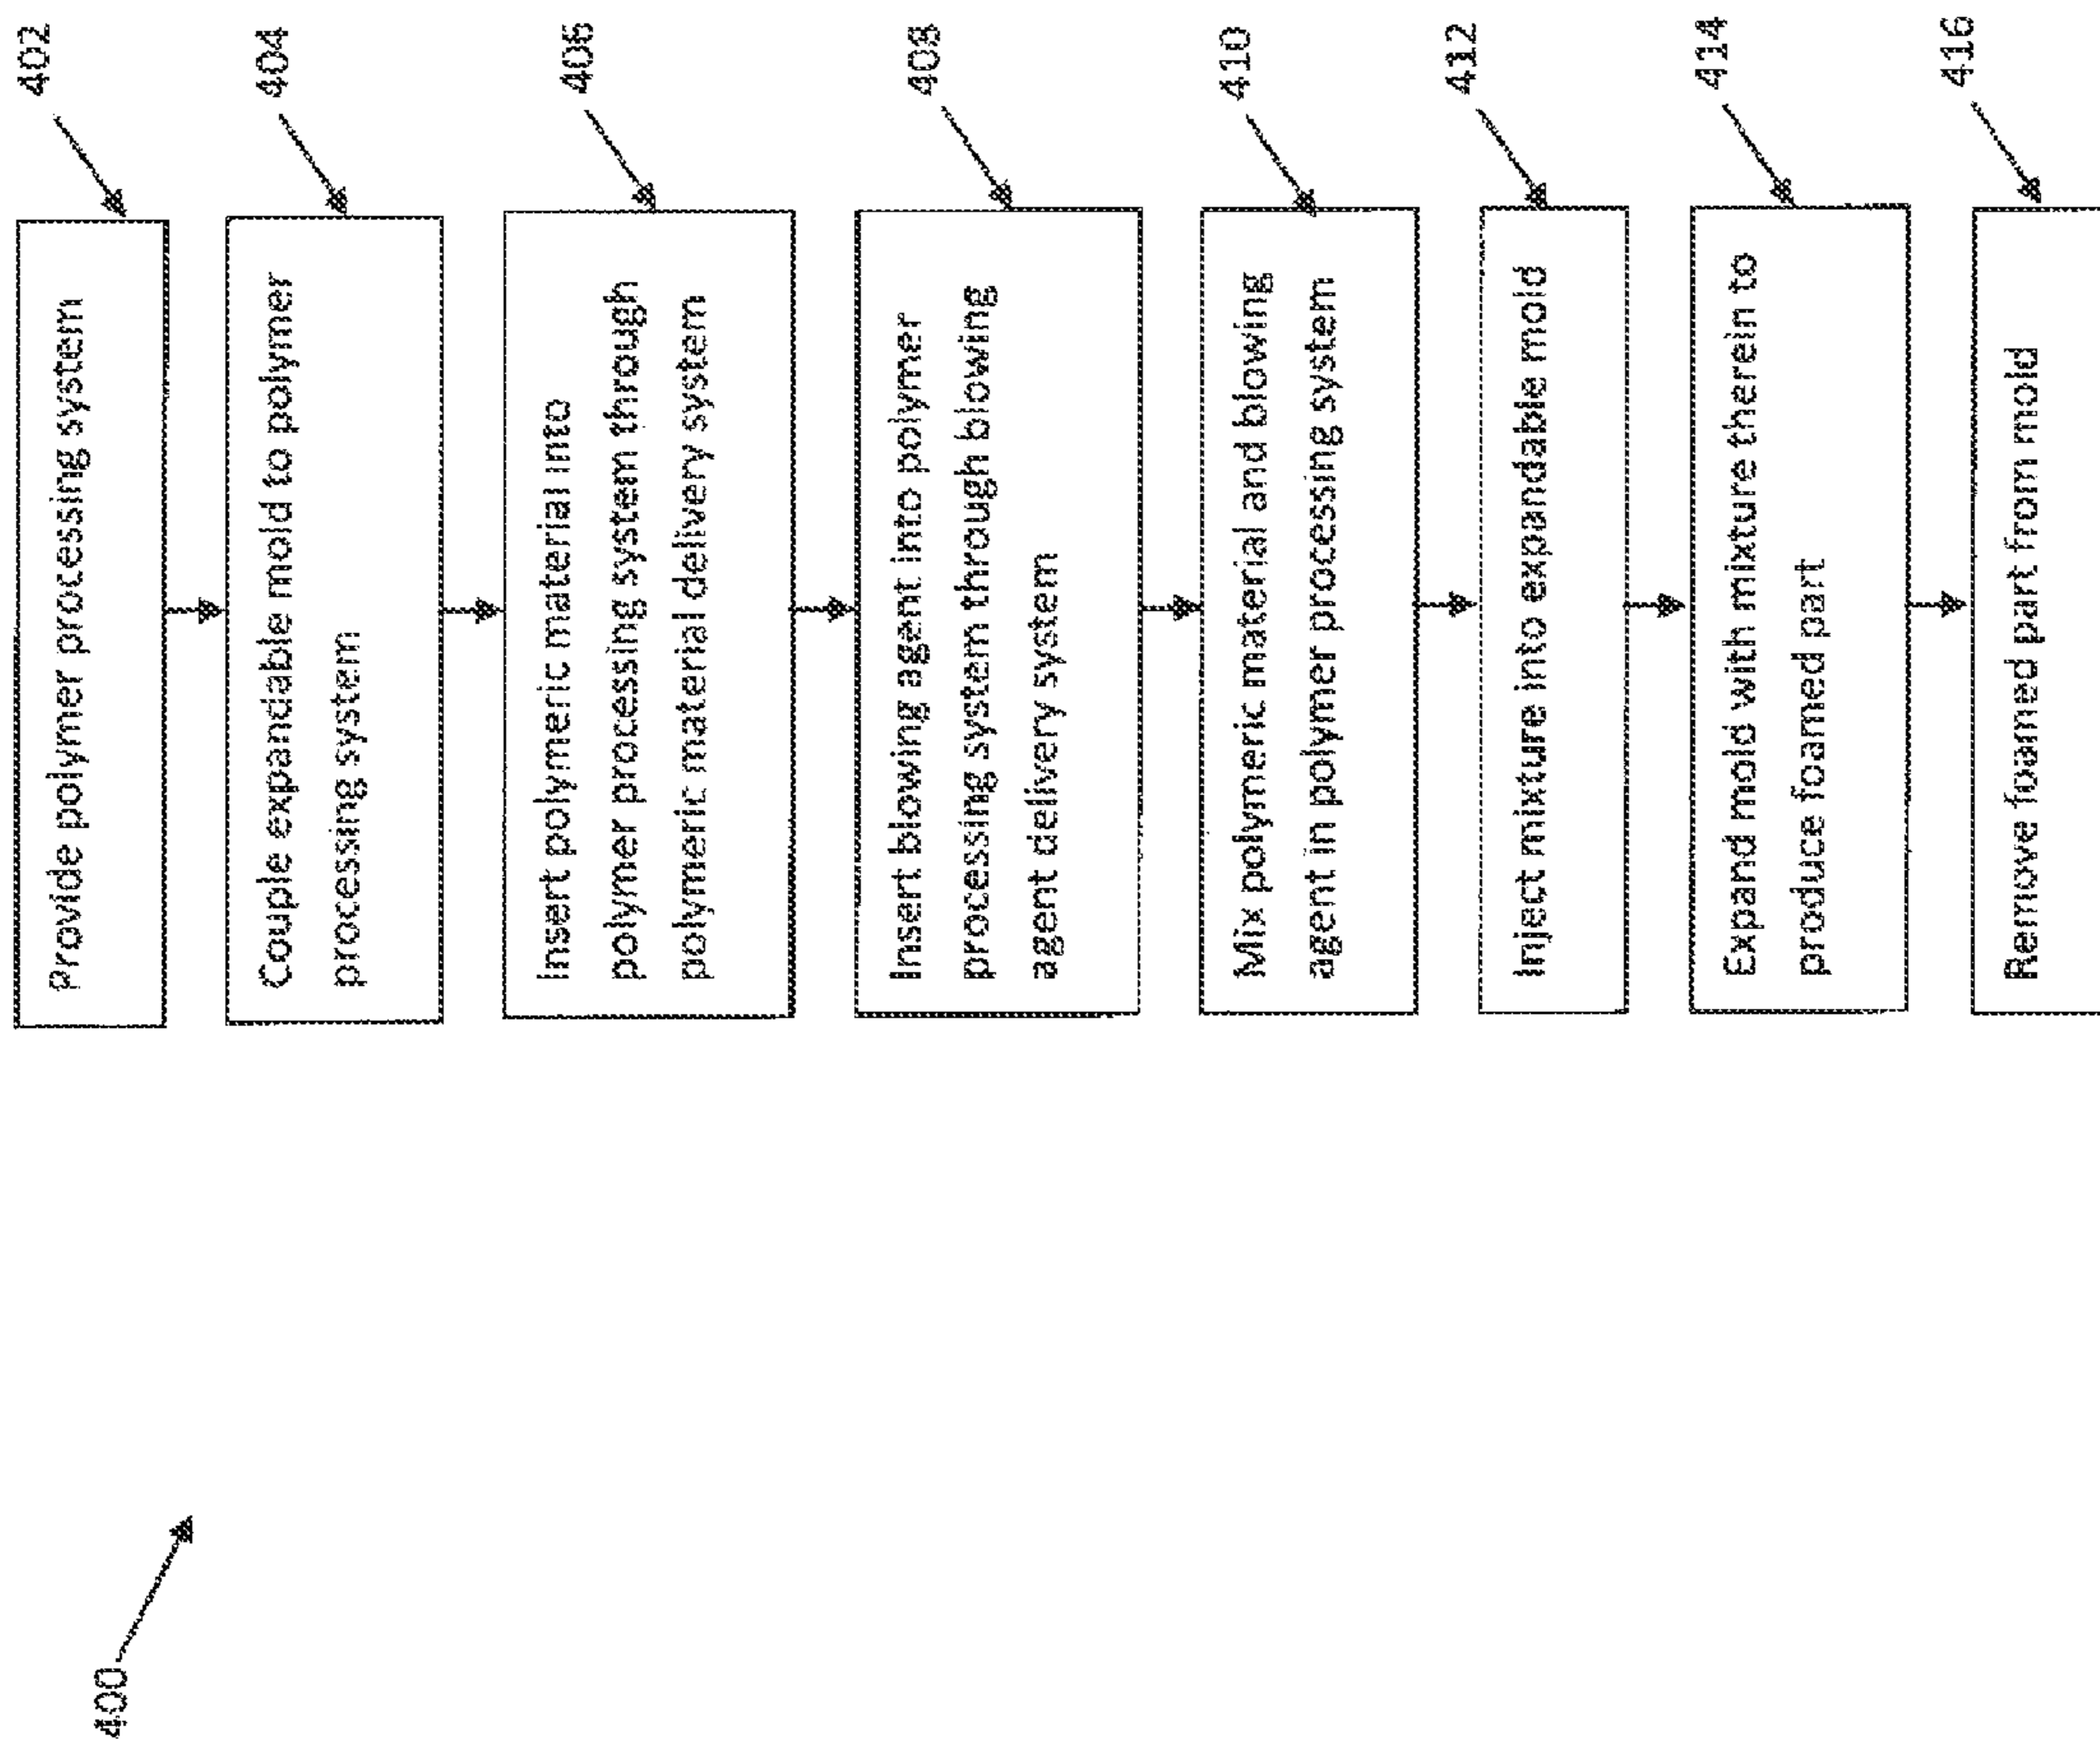 400
402
Provide polymer processing system
404
Couple expandable mold to polymer
processing system
406
Insert polymeric material into
polymer processing system through
polymeric material delivery system
408
Insert blowing agent into polymer
processing system through blowing
agent delivery system
410
Mix polymeric material and blowing
agent in polymer processing system
412
Inject mixture into expandable mold
414
Expand mold with mixture therein to
produce foamed part
416
Remove foamed part from mold